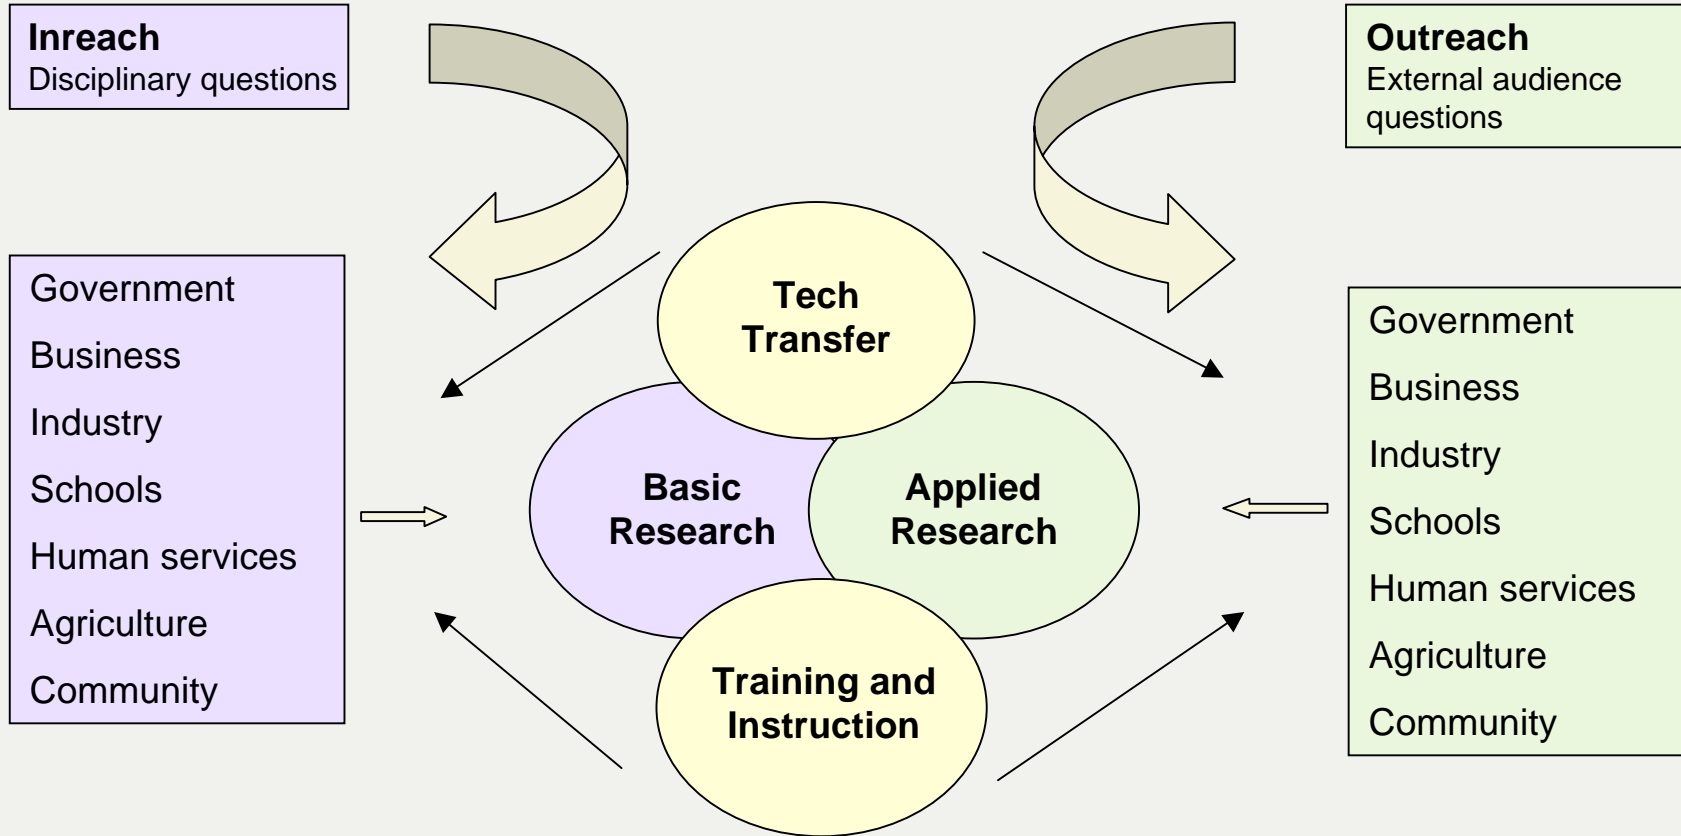 Inreach
Disciplinary questions
Outreach
External audience
questions
Government
Business
Industry
Schools
Human services
Agriculture
Community
Tech
Transfer
Basic
Research
Applied
Research
Training and
Instruction
Government
Business
Industry
Schools
Human services
Agriculture
Community